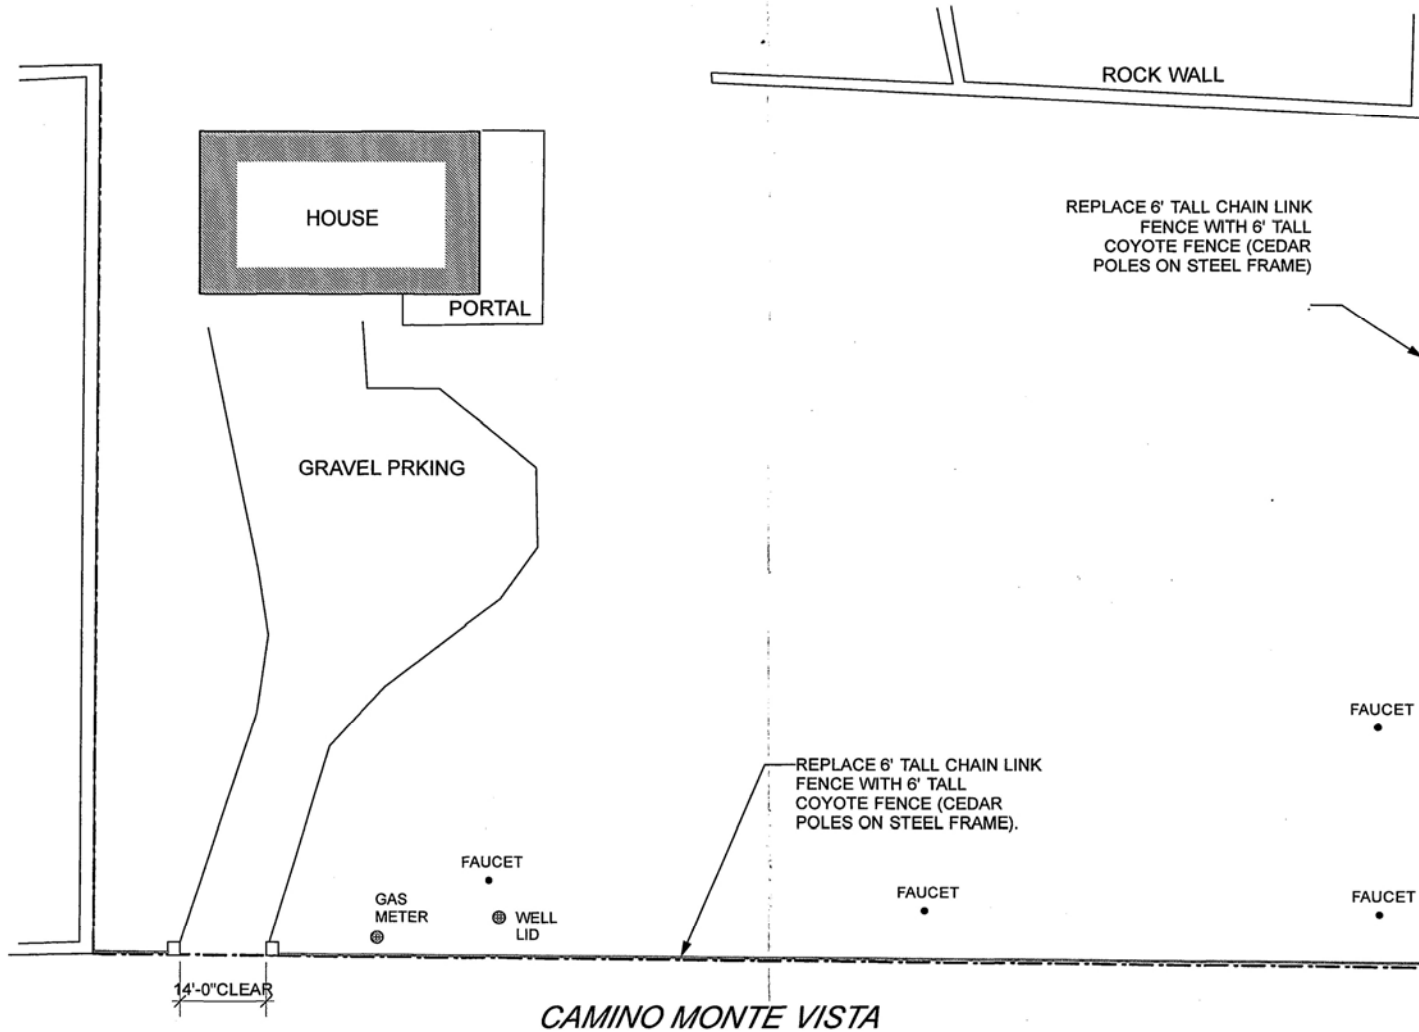 ROCK WALL
HOUSE
REPLACE 6' TALL CHAIN LINK
FENCE WITH 6' TALL
COYOTE FENCE (CEDAR
POLES ON STEEL FRAME)
PORTAL
GRAVEL PRKING
FAUCET
REPLACE 6' TALL CHAIN LINK
FENCE WITH 6' TALL
COYOTE FENCE (CEDAR
POLES ON STEEL FRAME).
FAUCET
GAS
METER
WELL
LID
FAUCET
FAUCET
14'-0"CLEAR
CAMINO MONTE VISTA